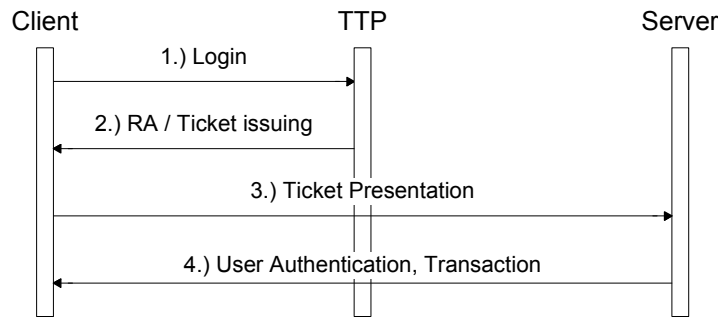 Client TTP Server
1.) Login
2.) RA / Ticket issuing
3.) Ticket Presentation
4.) User Authentication, Transaction